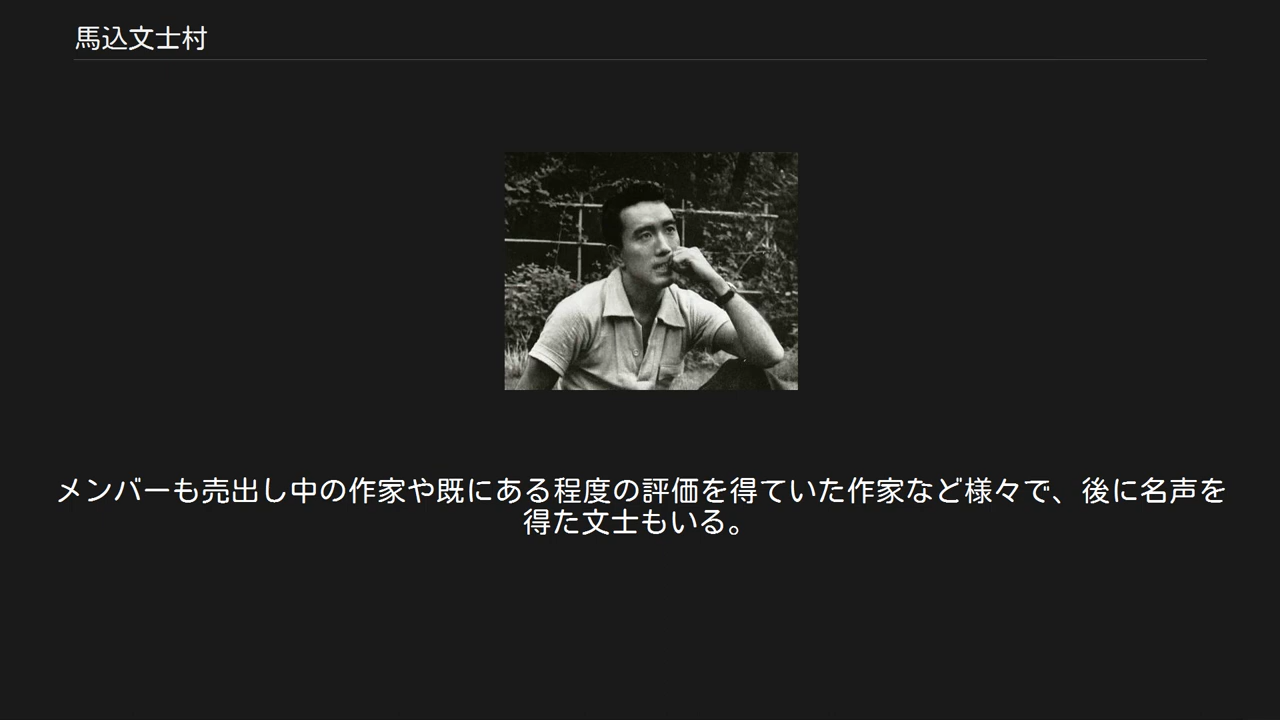 馬込文士村
メンバーも売出し中の作家や既にある程度の評価を得ていた作家など様々で、後に名声を
得た文士もいる。